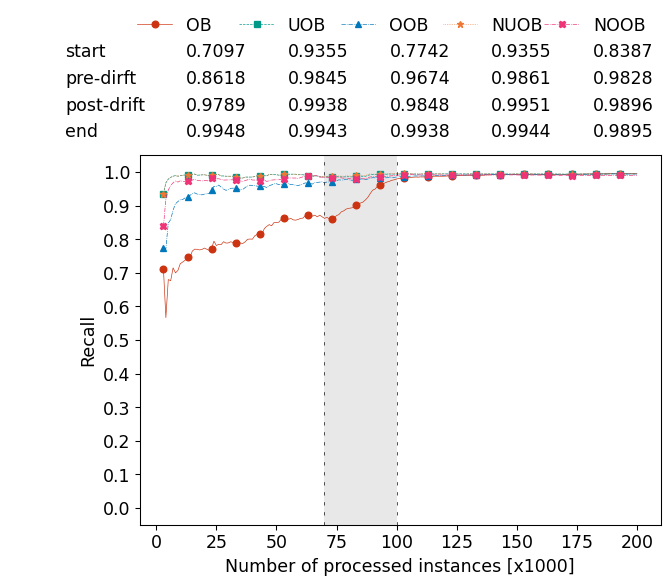 OB UOB OOB NUOB NOOB
start 0.7097 0.9355 0.7742 0.9355 0.8387
pre-dirft 0.8618 0.9845 0.9674 0.9861 0.9828
post-drift 0.9789 0.9938 0.9848 0.9951 0.9896
end 0.9948 0.9943 0.9938 0.9944 0.9895
1.0
0.9
0.8
0.7
0.6
0.5
0.4
0.3
0.2
0.1
0.0
Recall
0 25 50 75 100 125 150 175 200
Number of processed instances [x1000]